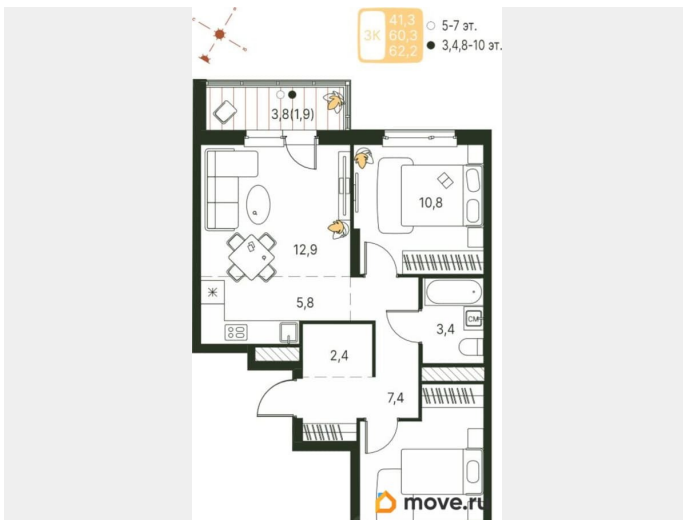 41,3
3К 60,3
62,2
5-7 эт.
3,4,8-10 эт.
3,8(1,9)
10,8
12,9
5,8
СМ
3,4
2,4
7,4
move.ru